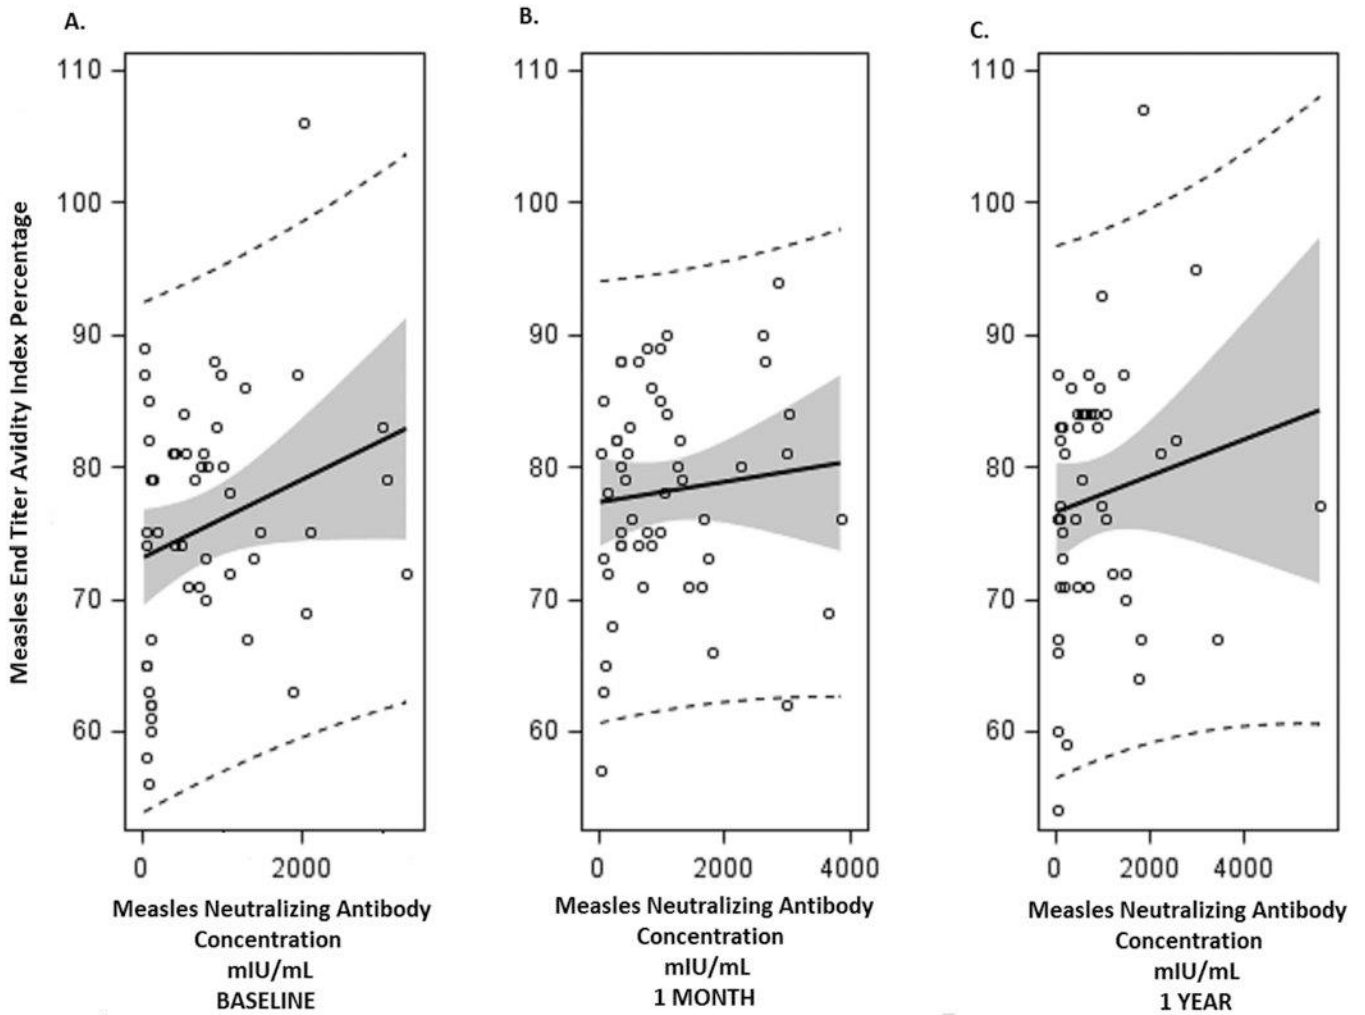 A.
B.
C.
Measles End Titer Avidity Index Percentage
110
100
90
80
70
60
0 2000
Measles Neutralizing Antibody
Concentration
mIU/mL
BASELINE
110
100
90
80
70
60
0 2000 4000
Measles Neutralizing Antibody
Concentration
mIU/mL
1 MONTH
110
100
90
80
70
60
0 2000 4000
Measles Neutralizing Antibody
Concentration
mIU/mL
1 YEAR